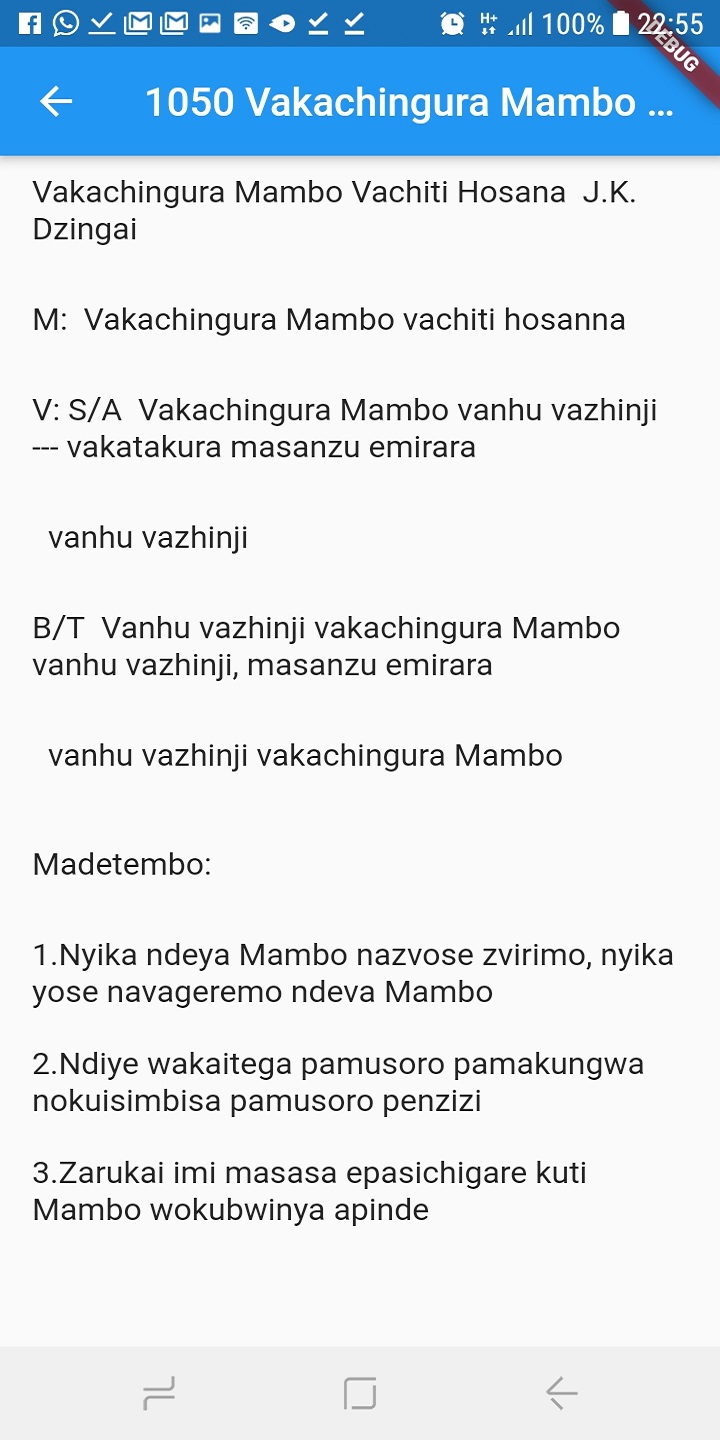 H+ 100% 22:55
DEBUG
1050 Vakachingura Mambo ...
Vakachingura Mambo Vachiti Hosana  J.K.
Dzingai
M:  Vakachingura Mambo vachiti hosanna
V: S/A  Vakachingura Mambo vanhu vazhinji
--- vakatakura masanzu emirara
vanhu vazhinji
B/T  Vanhu vazhinji vakachingura Mambo
vanhu vazhinji, masanzu emirara
vanhu vazhinji vakachingura Mambo
Madetembo:
1.Nyika ndeya Mambo nazvose zvirimo, nyika
yose navageremo ndeva Mambo
2.Ndiye wakaitega pamusoro pamakungwa
nokuisimbisa pamusoro penzizi
3.Zarukai imi masasa epasichigare kuti
Mambo wokubwinya apinde